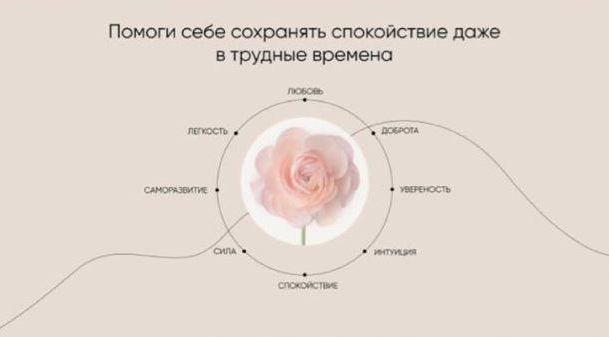 Помоги себе сохранять спокойствие даже
в трудные времена
ЛЮБОВЬ
ЛЕГКОСТЬ
ДОБРОТА
САМОРАЗВИТИЕ
УВЕРЕНОСТЬ
СИЛА
ИНТУИЦИЯ
СПОКОЙСТВИЕ